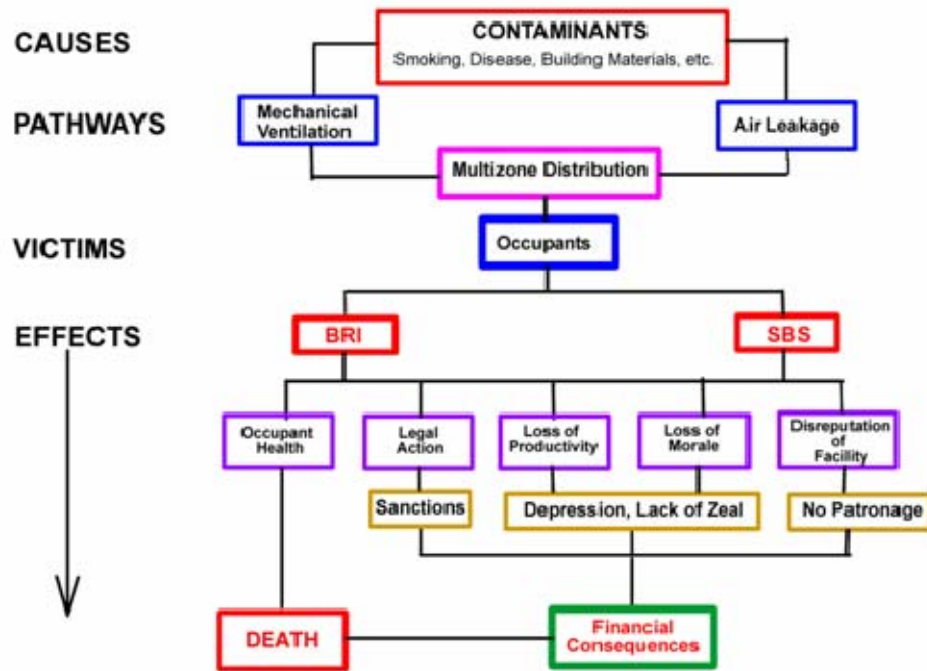 CAUSES
CONTAMINANTS
Smoking, Disease, Building Materials, etc.
PATHWAYS
Mechanical
Ventilation
Air Leakage
Multizone Distribution
VICTIMS
Occupants
EFFECTS
BRI
SBS
Occupant
Health
Legal
Action
Loss of
Productivity
Loss of
Morale
Disreputation
of
Facility
Sanctions
Depression, Lack of Zeal
No Patronage
DEATH
Financial
Consequences